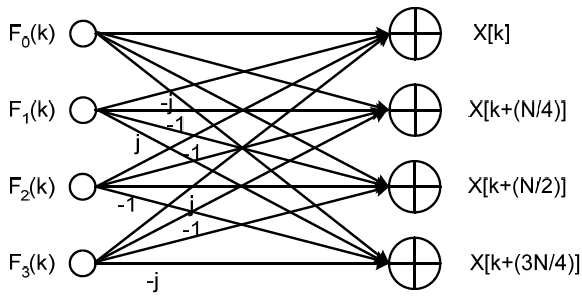 F0(k) X[k]
-j
F1(k) X[k+(N/4)]
-1
j
-1
F2(k) X[k+(N/2)]
-1 j
-1
F3(k) X[k+(3N/4)]
-j